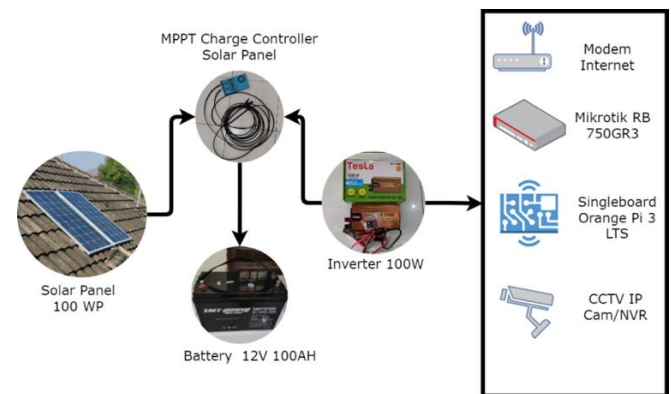 MPPT Charge Controller
Solar Panel
Solar Panel
100 WP
Battery 12V 100AH
TesLa
Inverter 100W
Modem
Internet
Mikrotik RB
750GR3
Singleboard
Orange Pi 3
LTS
CCTV IP
Cam/NVR